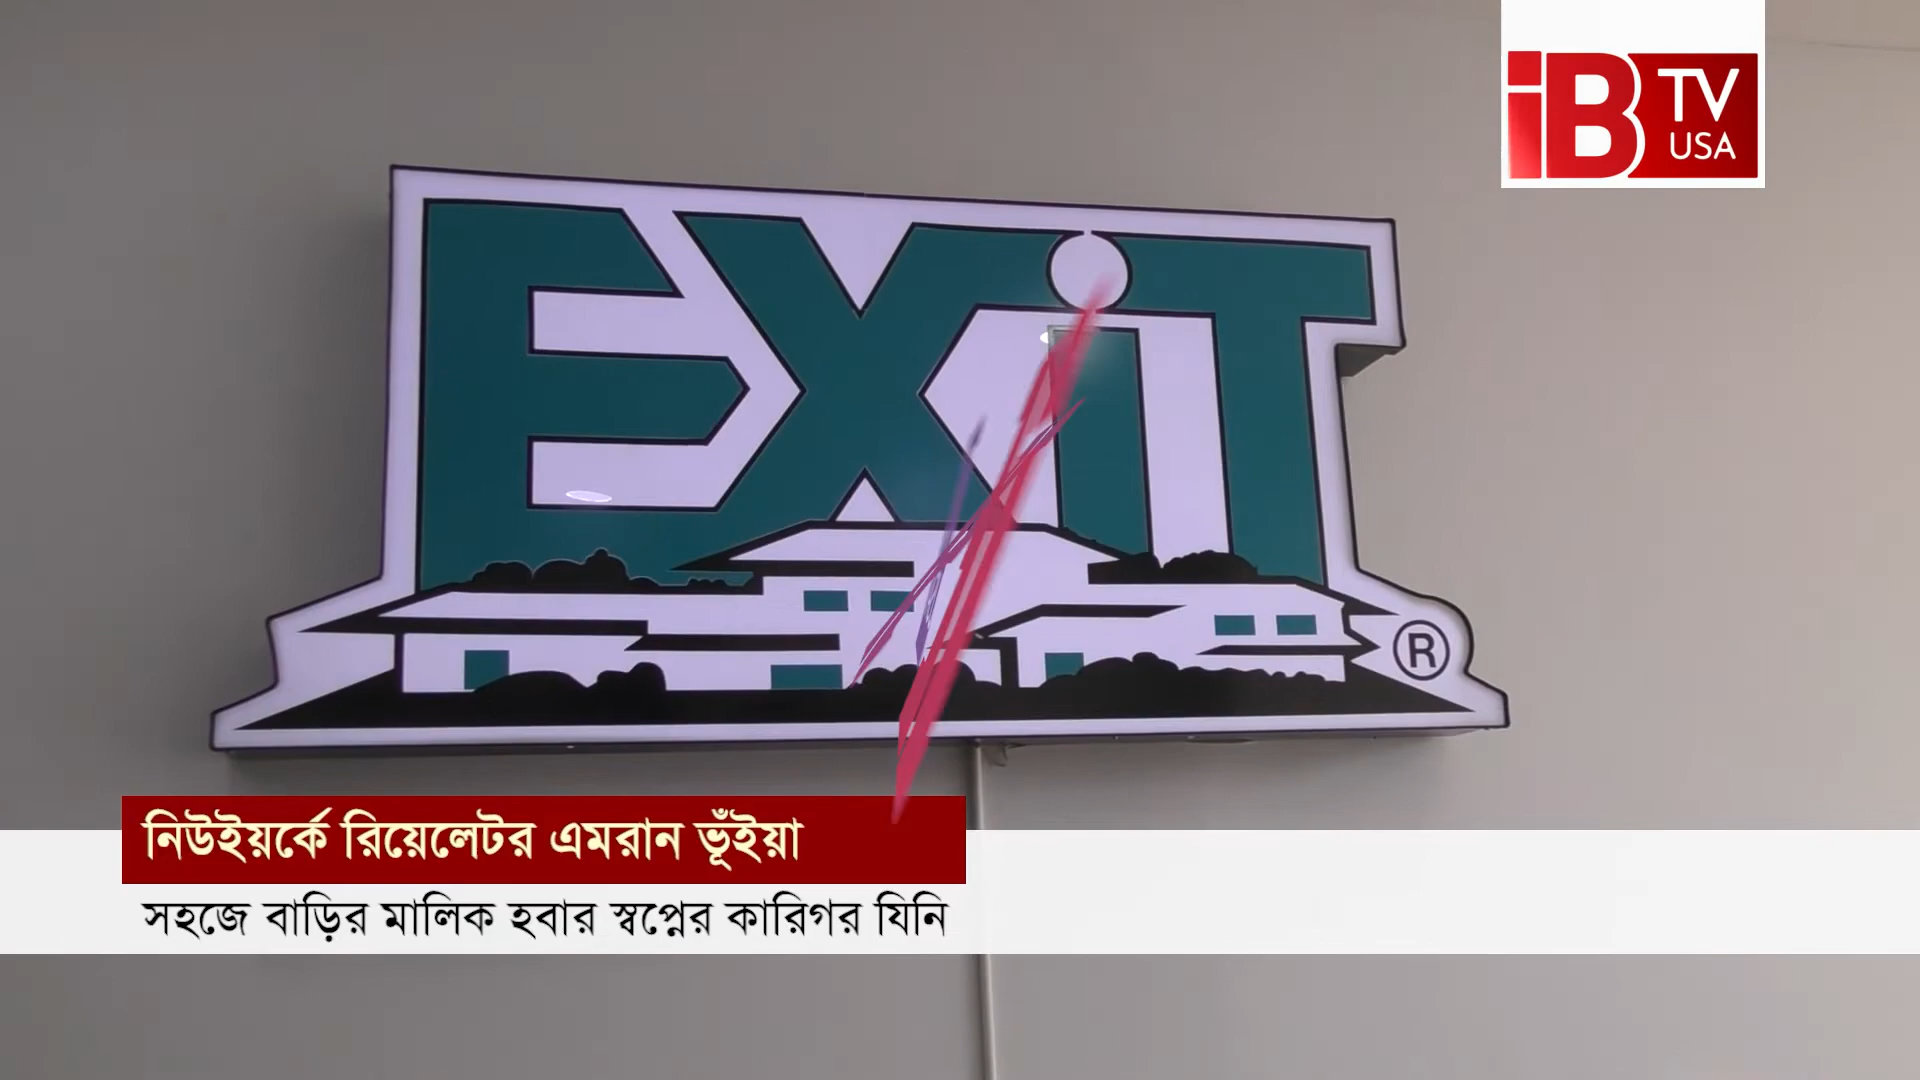 iB TV
USA
EXiT
®
নিউইয়র্কে রিয়েলেটর এমরান ভূঁইয়া
সহজে বাড়ির মালিক হবার স্বপ্নের কারিগর যিনি